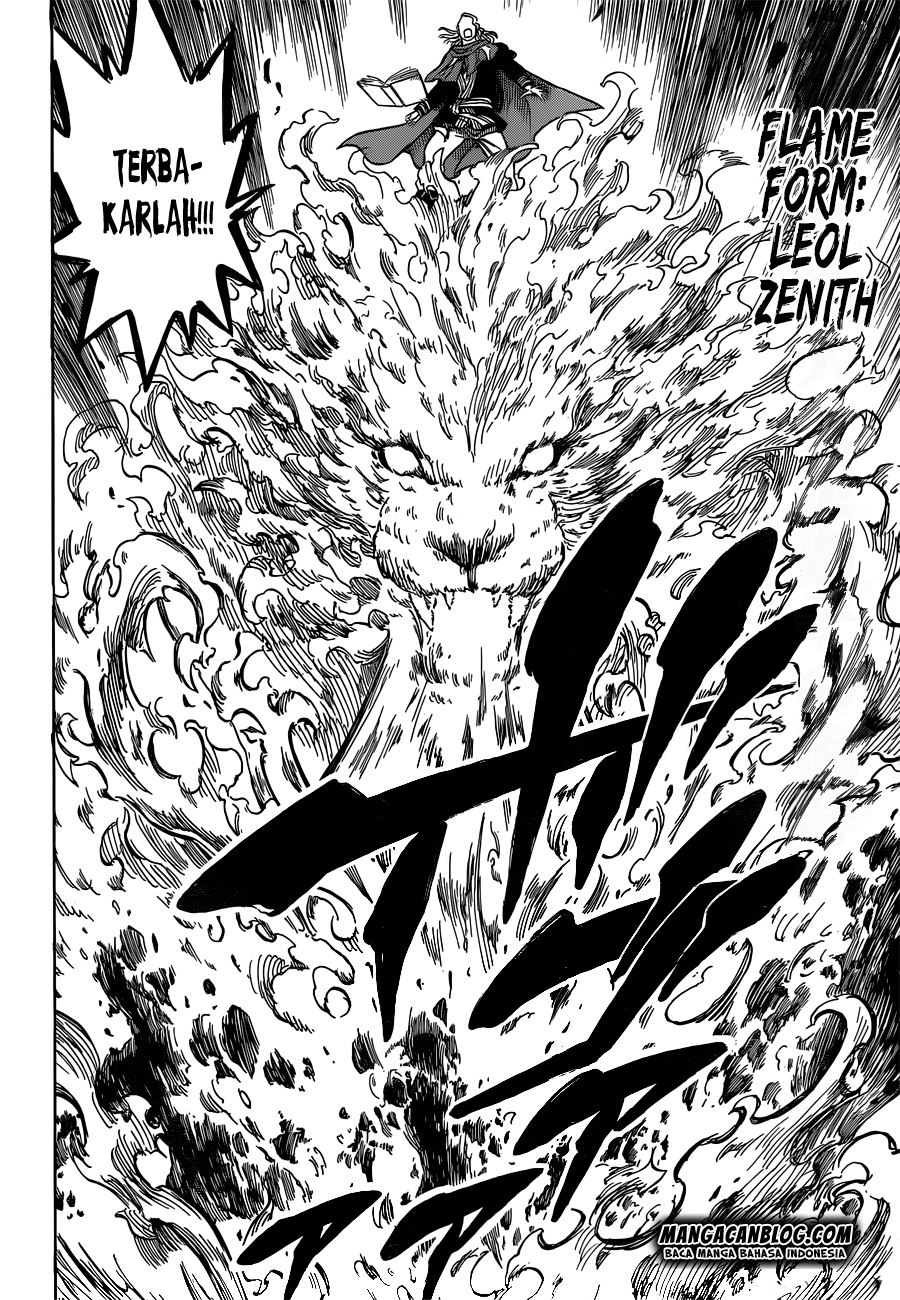 TERBA-
KARLAH!!!
FLAME
FORM:
LEOL
ZENITH
MANGACANBLOG.COM
BACA MANGA BAHASA INDONESIA